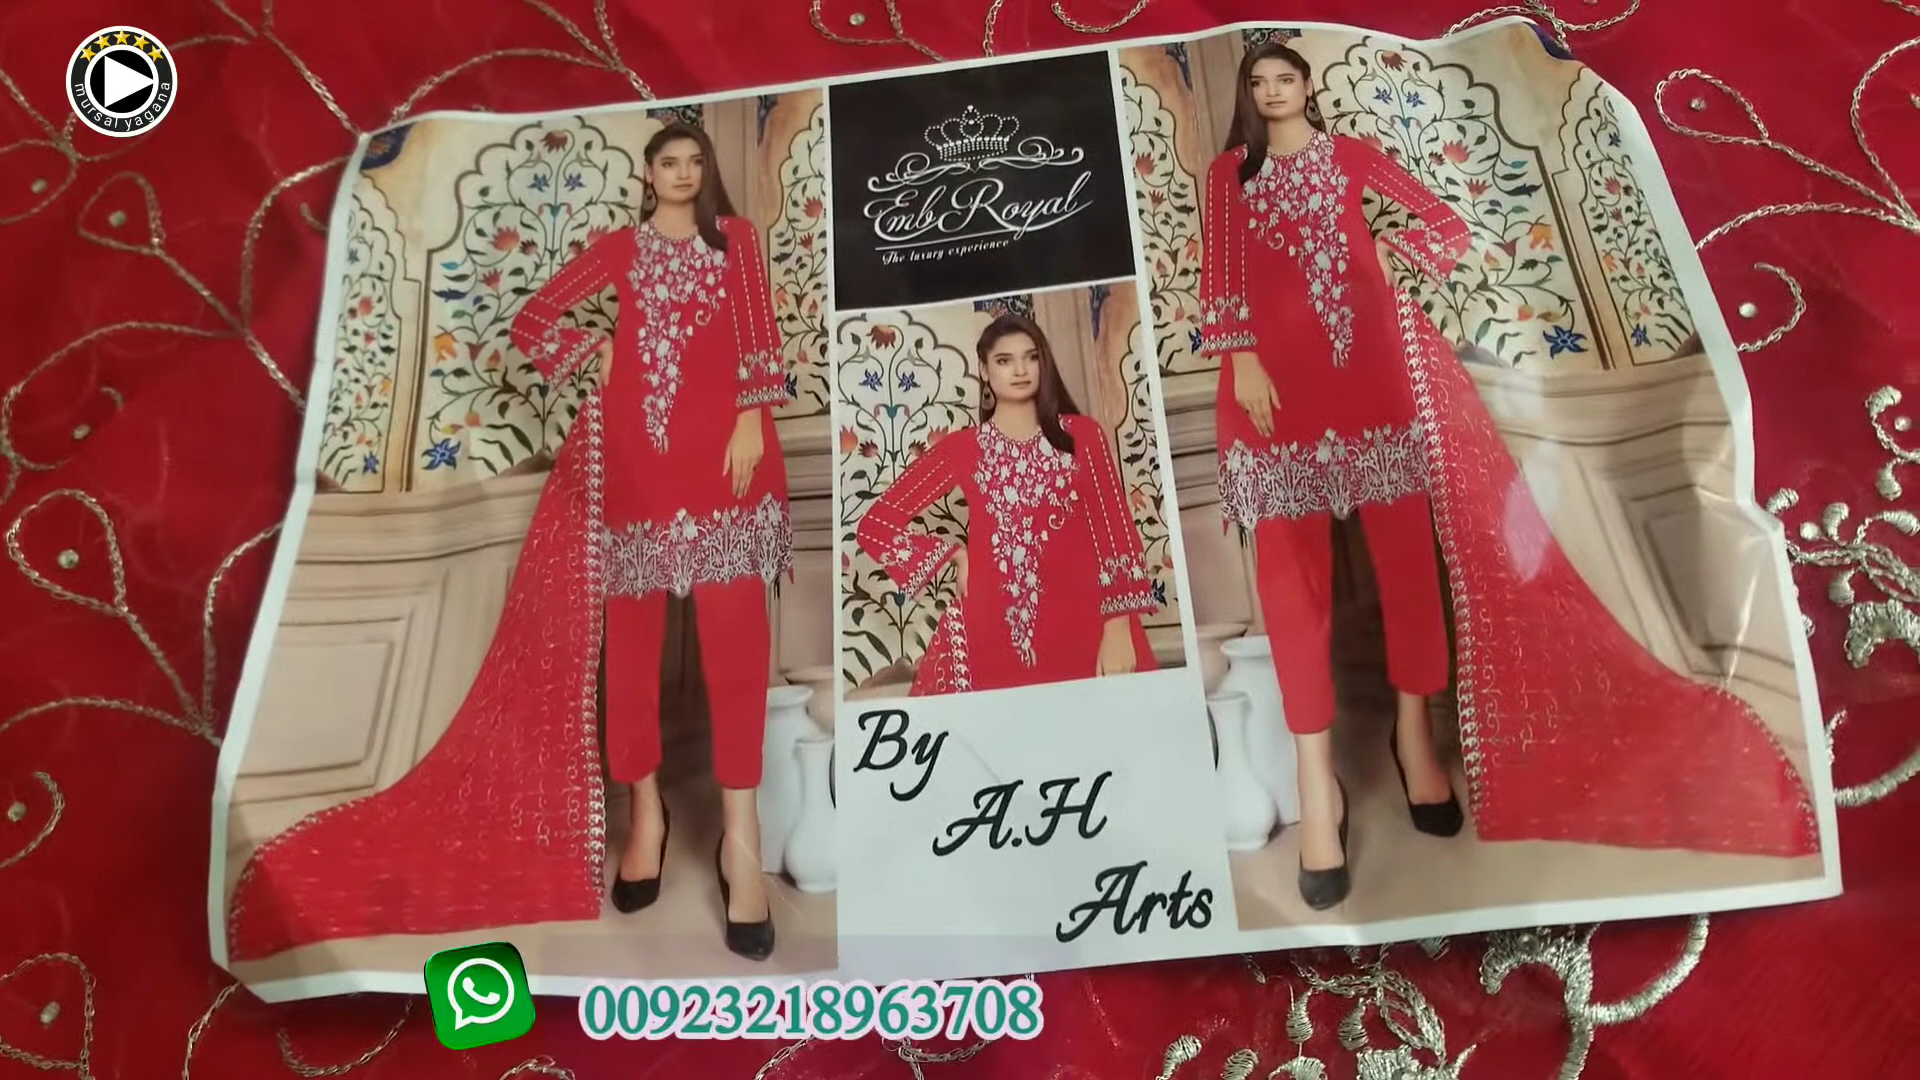 mursal yagana
Emb Royal
The luxury experience
By
A.H
Arts
00923218963708